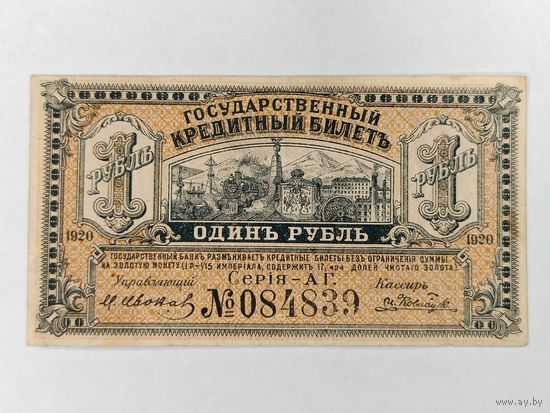 ГОСУДАРСТВЕННЫЙ
КРЕДИТНЫЙ БИЛЕТЪ
1 РУБЛЬ
1 РУБЛЬ
1920
1920
ОДИНЪ РУБЛЬ
ГОСУДАРСТВЕННЫЙ БАНКЪ РАЗМѢНИВАЕТЪ КРЕДИТНЫЕ БИЛЕТЫ БЕЗЪ ОГРАНИЧЕНІЯ СУММЫ
НА ЗОЛОТУЮ МОНЕТУ (1 Р.=1/15 ИМПЕРІАЛА, СОДЕРЖИТЪ 17,424 ДОЛЕЙ ЧИСТАГО ЗОЛОТА)
Управляющій
Серія-АГ.
Кассиръ
№084839
www.ay.by